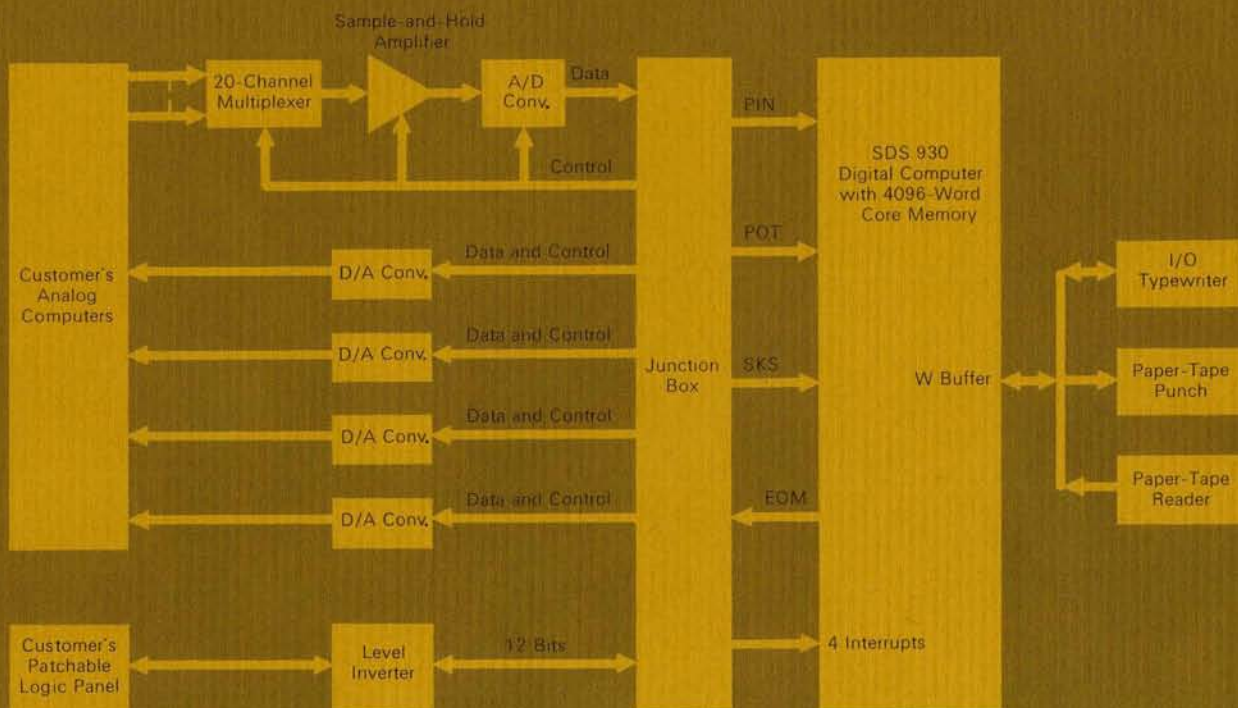 Sample-and-Hold
Amplifier
20-Channel
Multiplexer
A/D
Conv.
Data
Control
PIN
SDS 930
Digital Computer
with 4096-Word
Core Memory
POT
Customer's
Analog
Computers
D/A Conv.
Data and Control
D/A Conv.
Data and Control
D/A Conv.
Data and Control
D/A Conv.
Data and Control
Junction
Box
SKS
W Buffer
EOM
I/O
Typewriter
Paper-Tape
Punch
Paper-Tape
Reader
Customer's
Patchable
Logic Panel
Level
Inverter
12 Bits
4 Interrupts